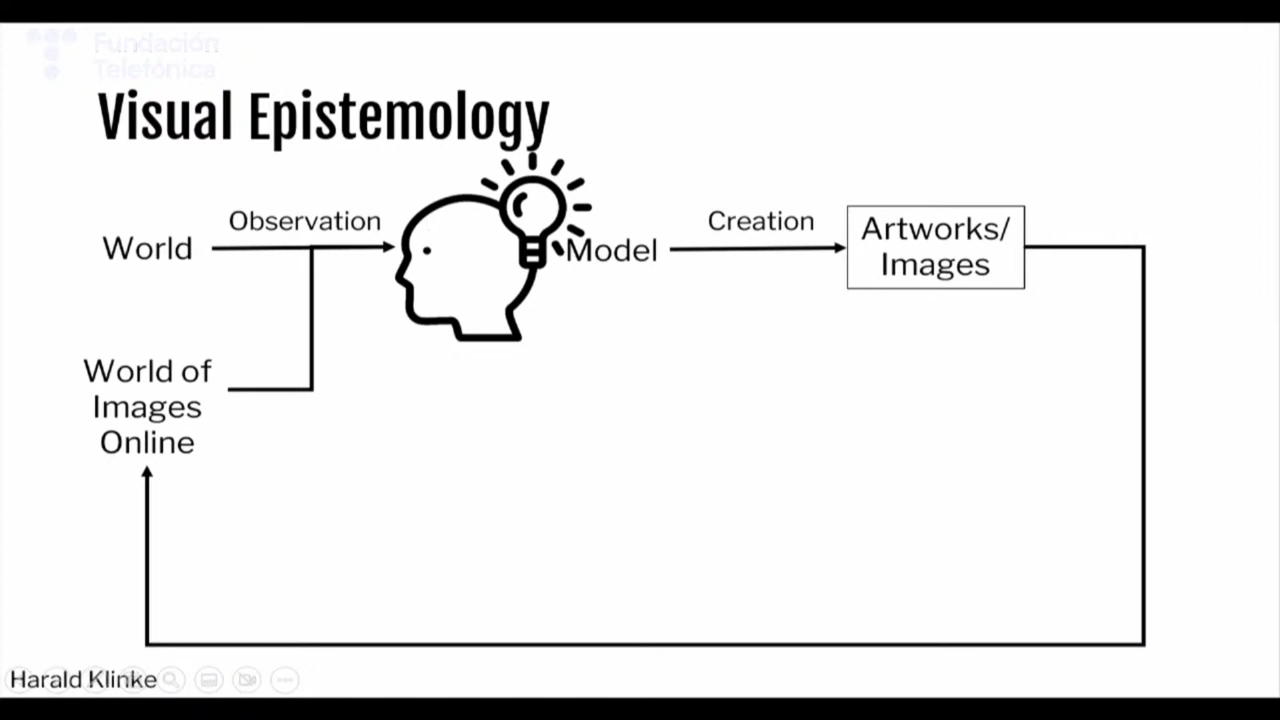 Fundación
Telefónica
Visual Epistemology
Observation
World
Model
Creation
Artworks/
Images
World of
Images
Online
Harald Klinke